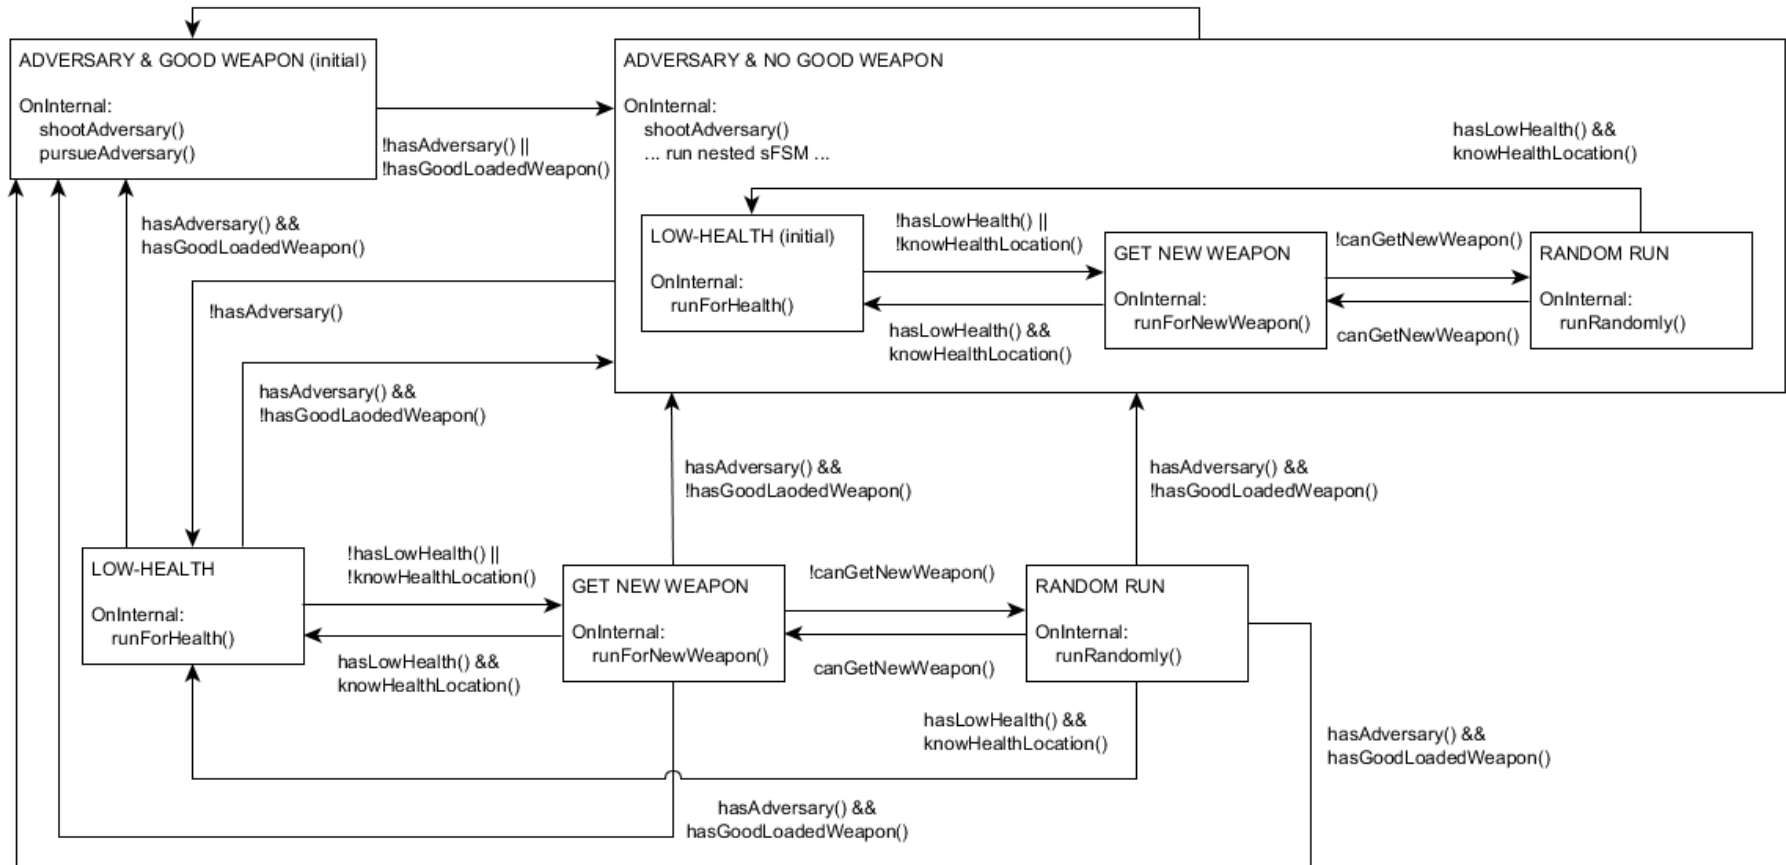 ADVERSARY & GOOD WEAPON (initial)
OnInternal:
shootAdversary()
pursueAdversary()
!hasAdversary() ||
!hasGoodLoadedWeapon()
ADVERSARY & NO GOOD WEAPON
OnInternal:
shootAdversary()
... run nested sFSM ...
hasLowHealth() &&
knowHealthLocation()
LOW-HEALTH (initial)
OnInternal:
runForHealth()
!hasLowHealth() ||
!knowHealthLocation()
hasLowHealth() &&
knowHealthLocation()
GET NEW WEAPON
OnInternal:
runForNewWeapon()
!canGetNewWeapon()
canGetNewWeapon()
RANDOM RUN
OnInternal:
runRandomly()
hasAdversary() &&
hasGoodLoadedWeapon()
!hasAdversary()
hasAdversary() &&
!hasGoodLaodedWeapon()
hasAdversary() &&
!hasGoodLaodedWeapon()
hasAdversary() &&
!hasGoodLoadedWeapon()
LOW-HEALTH
OnInternal:
runForHealth()
!hasLowHealth() ||
!knowHealthLocation()
hasLowHealth() &&
knowHealthLocation()
GET NEW WEAPON
OnInternal:
runForNewWeapon()
!canGetNewWeapon()
canGetNewWeapon()
RANDOM RUN
OnInternal:
runRandomly()
hasLowHealth() &&
knowHealthLocation()
hasAdversary() &&
hasGoodLoadedWeapon()
hasAdversary() &&
hasGoodLoadedWeapon()